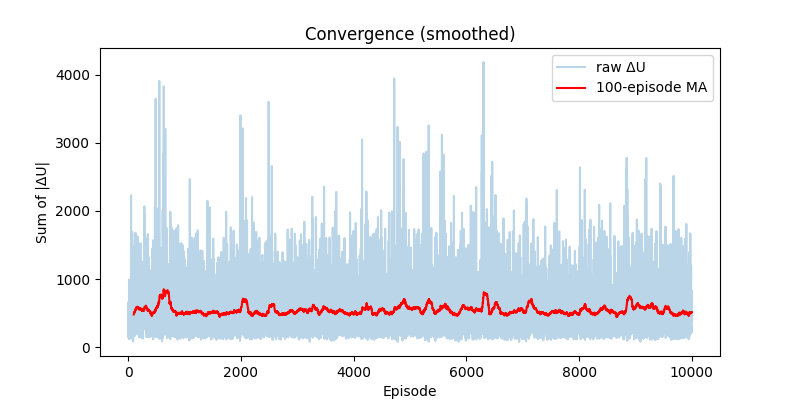 Convergence (smoothed)
raw ΔU
100-episode MA
Sum of |ΔU|
4000
3000
2000
1000
0
0
2000
4000
6000
8000
10000
Episode